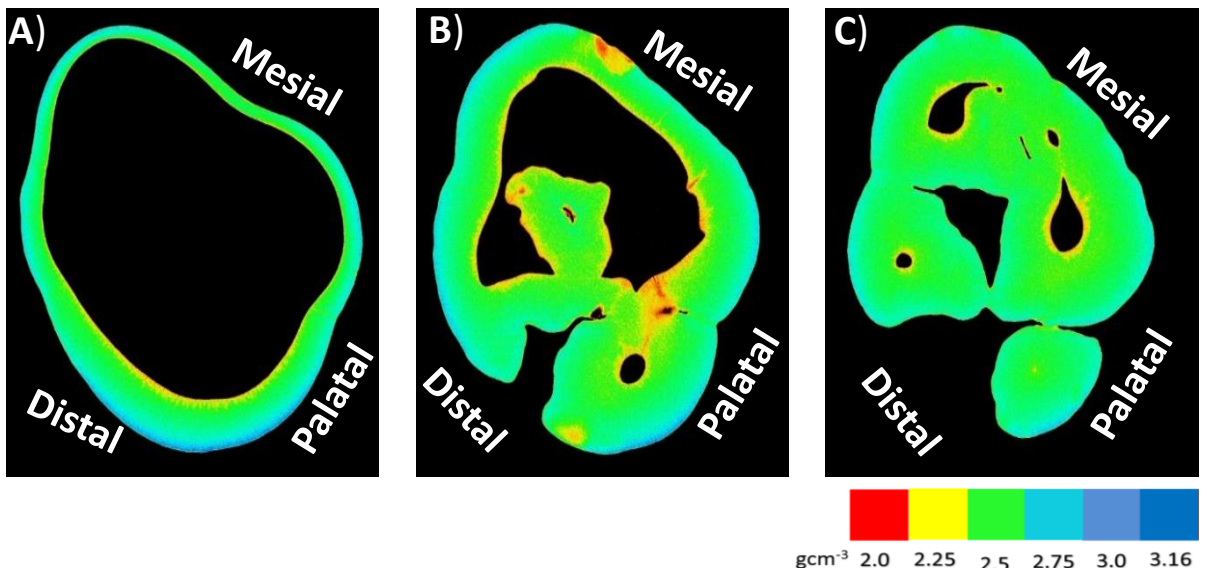 A)
Mesial
Distal
Palatal
B)
Mesial
Distal
Palatal
C)
Mesial
Distal
Palatal
gcm⁻³ 2.0 2.25 2.5 2.75 3.0 3.16